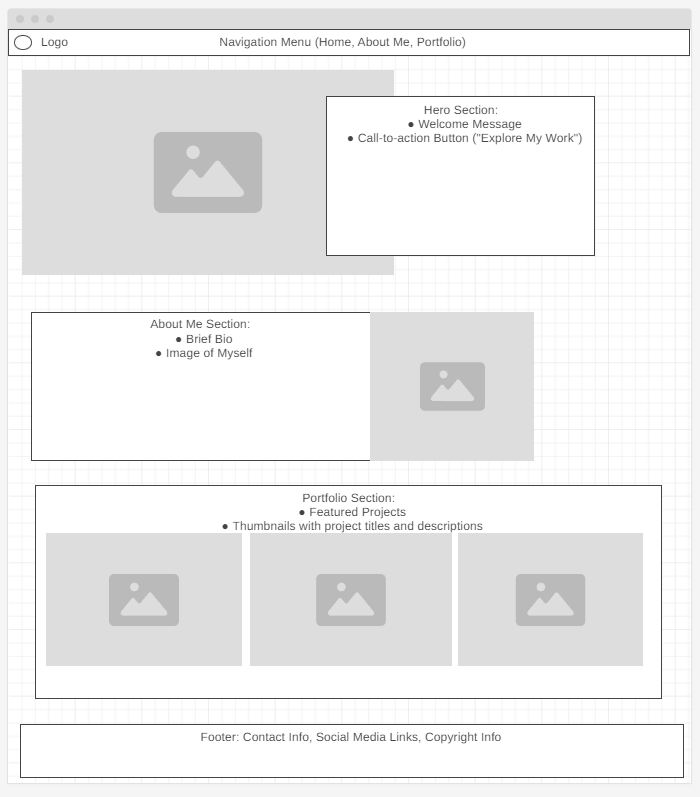 Logo
Navigation Menu (Home, About Me, Portfolio)
Hero Section:
● Welcome Message
● Call-to-action Button ("Explore My Work")
About Me Section:
● Brief Bio
● Image of Myself
Portfolio Section:
● Featured Projects
● Thumbnails with project titles and descriptions
Footer: Contact Info, Social Media Links, Copyright Info